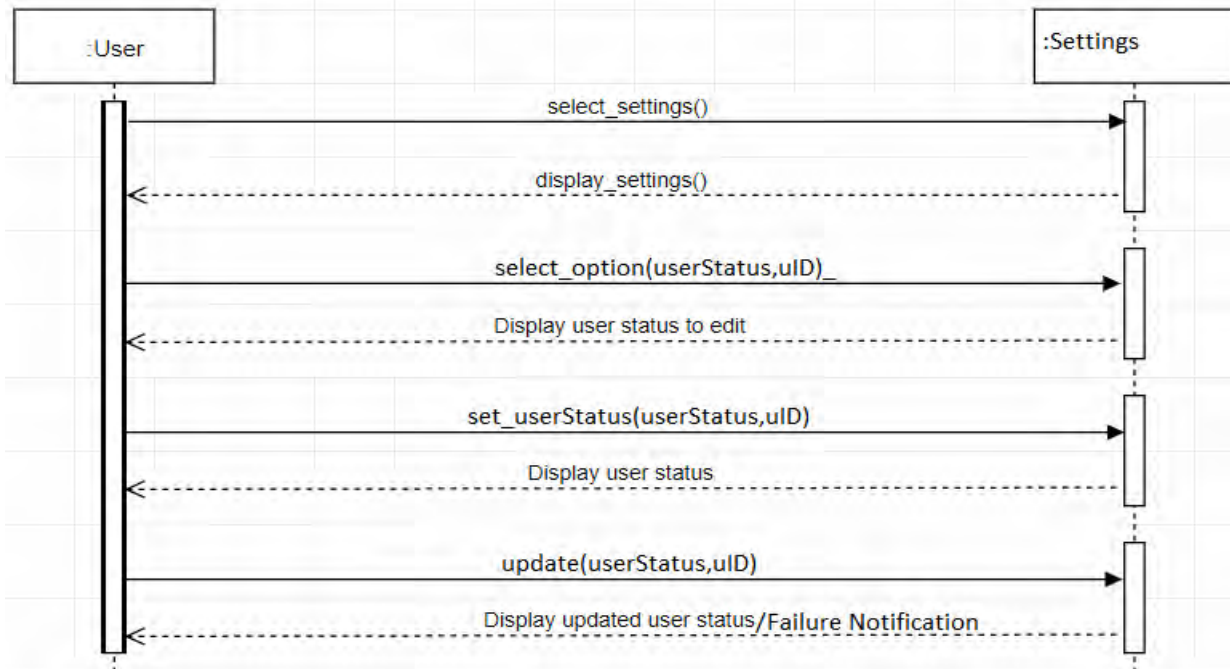 :User
:Settings
select_settings()
display_settings()
select_option(userStatus,uID)_
Display user status to edit
set_userStatus(userStatus,uID)
Display user status
update(userStatus,uID)
Display updated user status/Failure Notification